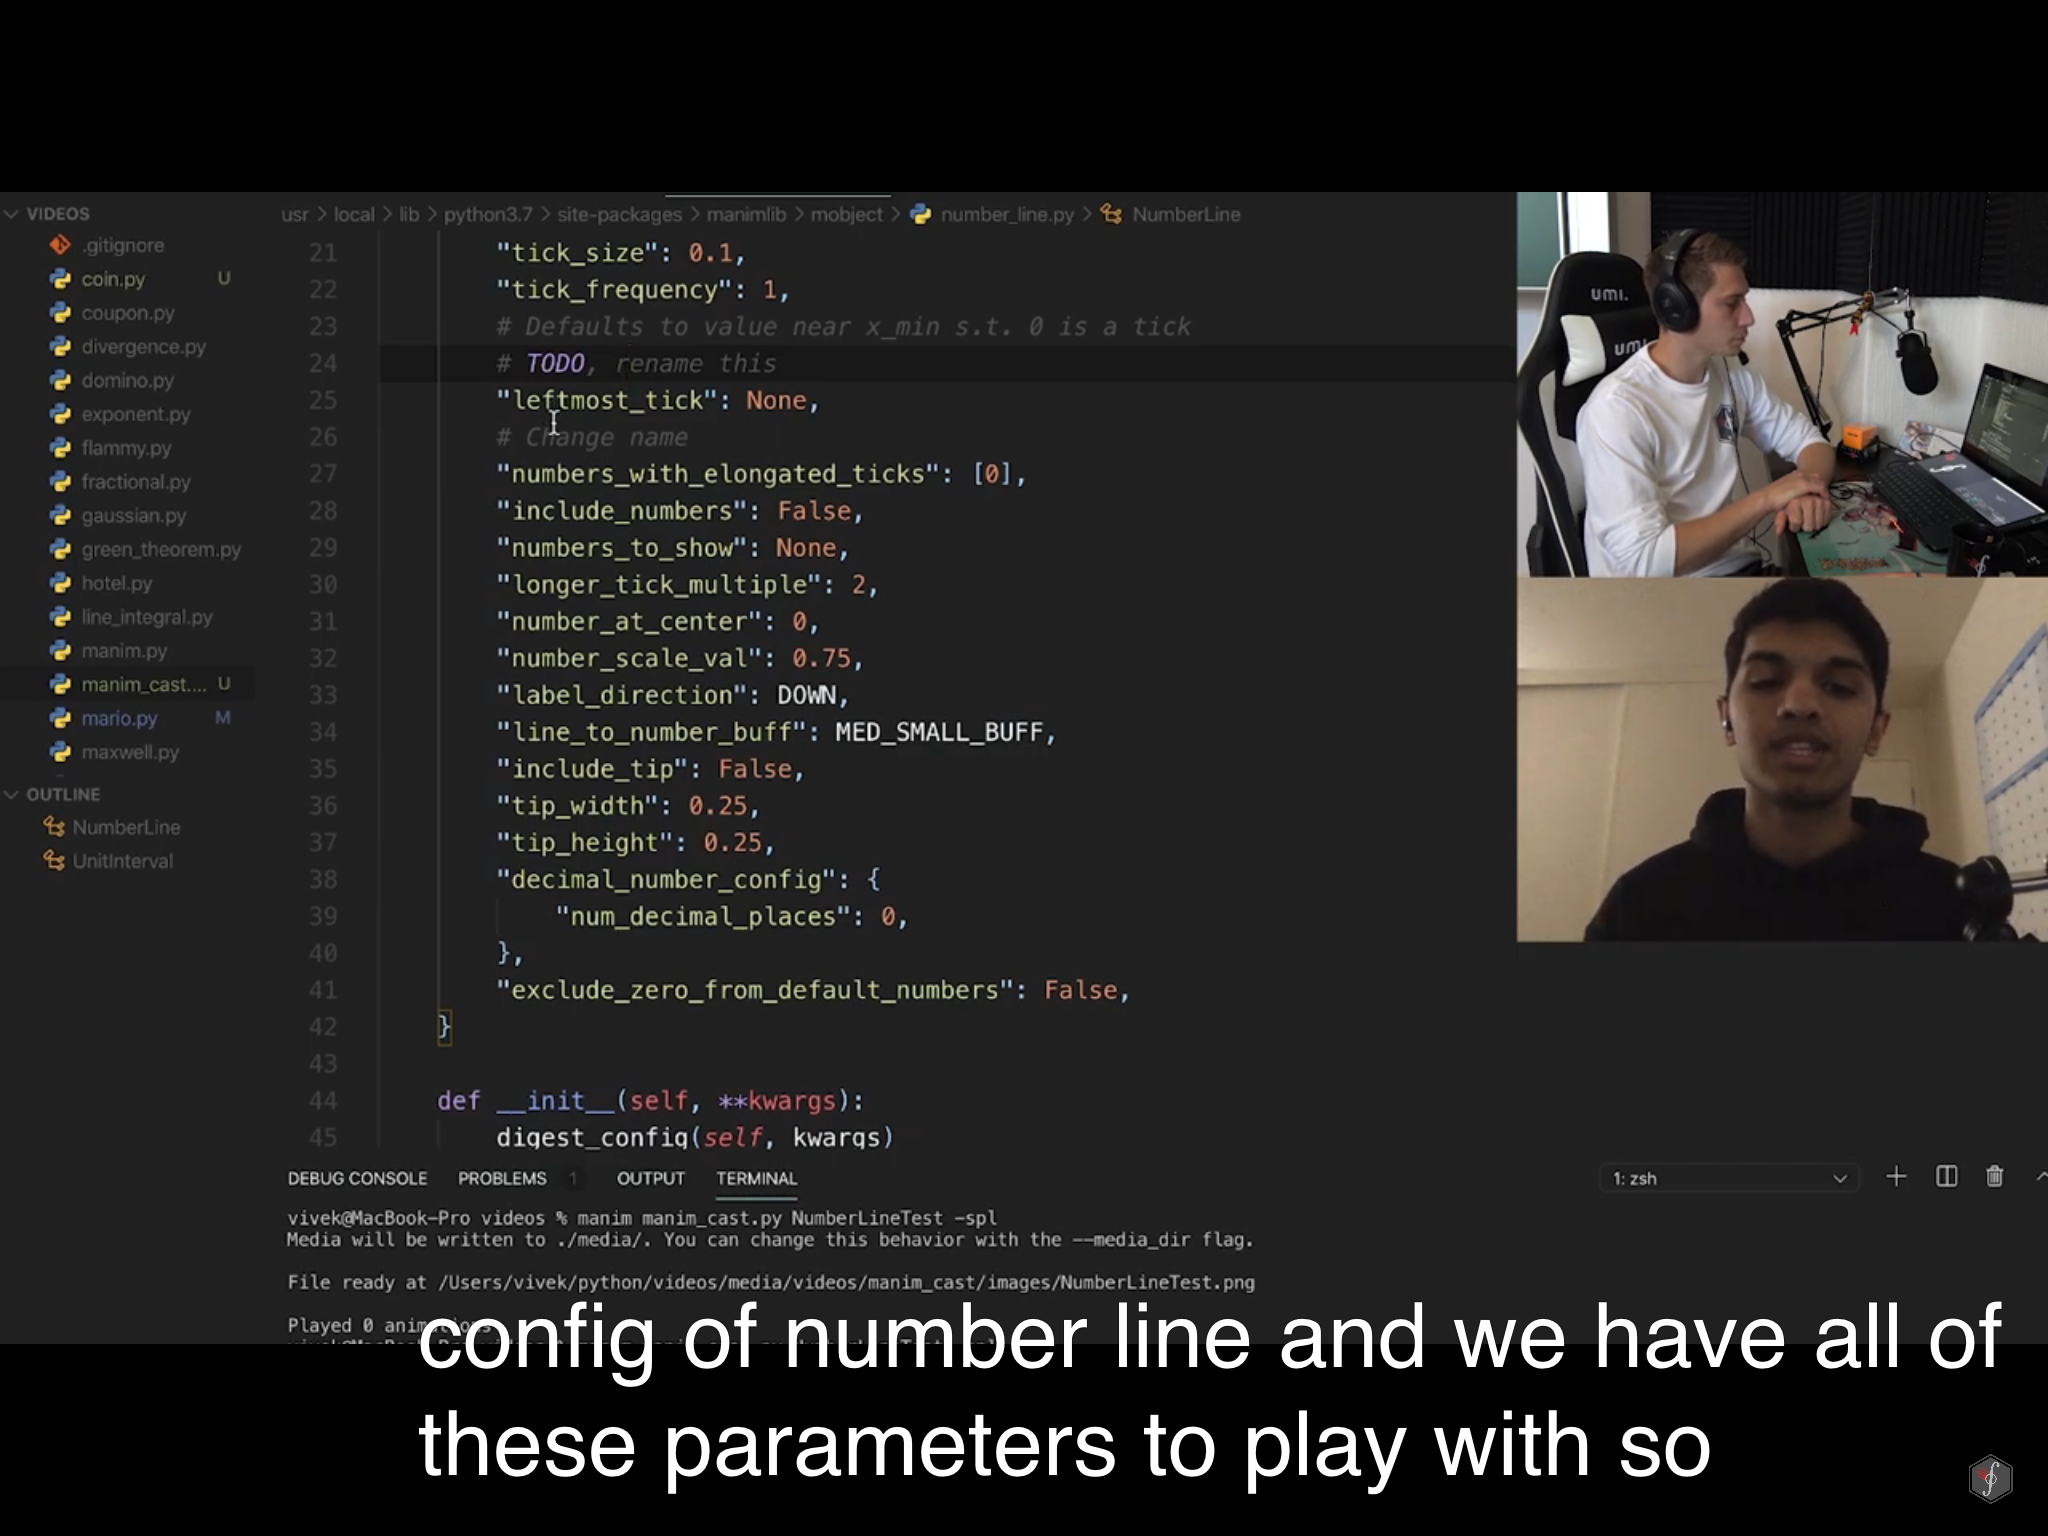 VIDEOS
.gitignore
coin.py U
coupon.py
divergence.py
domino.py
exponent.py
flammy.py
fractional.py
gaussian.py
green_theorem.py
hotel.py
line_integral.py
manim.py
manim_cast.... U
mario.py M
maxwell.py
OUTLINE
NumberLine
UnitInterval
usr > local > lib > python3.7 > site-packages > manimlib > mobject > number_line.py > NumberLine
21 "tick_size": 0.1,
22 "tick_frequency": 1,
23 # Defaults to value near x_min s.t. 0 is a tick
24 # TODO, rename this
25 "leftmost_tick": None,
26 # Change name
27 "numbers_with_elongated_ticks": [0],
28 "include_numbers": False,
29 "numbers_to_show": None,
30 "longer_tick_multiple": 2,
31 "number_at_center": 0,
32 "number_scale_val": 0.75,
33 "label_direction": DOWN,
34 "line_to_number_buff": MED_SMALL_BUFF,
35 "include_tip": False,
36 "tip_width": 0.25,
37 "tip_height": 0.25,
38 "decimal_number_config": {
39 "num_decimal_places": 0,
40 },
41 "exclude_zero_from_default_numbers": False,
42 }
43
44 def __init__(self, **kwargs):
45 digest_config(self, kwargs)
umi.
umi.
DEBUG CONSOLE PROBLEMS 1 OUTPUT TERMINAL 1: zsh
vivek@MacBook-Pro videos % manim manim_cast.py NumberLineTest -spl
Media will be written to ./media/. You can change this behavior with the --media_dir flag.
File ready at /Users/vivek/python/videos/media/videos/manim_cast/images/NumberLineTest.png
Played 0
config of number line and we have all of
these parameters to play with so